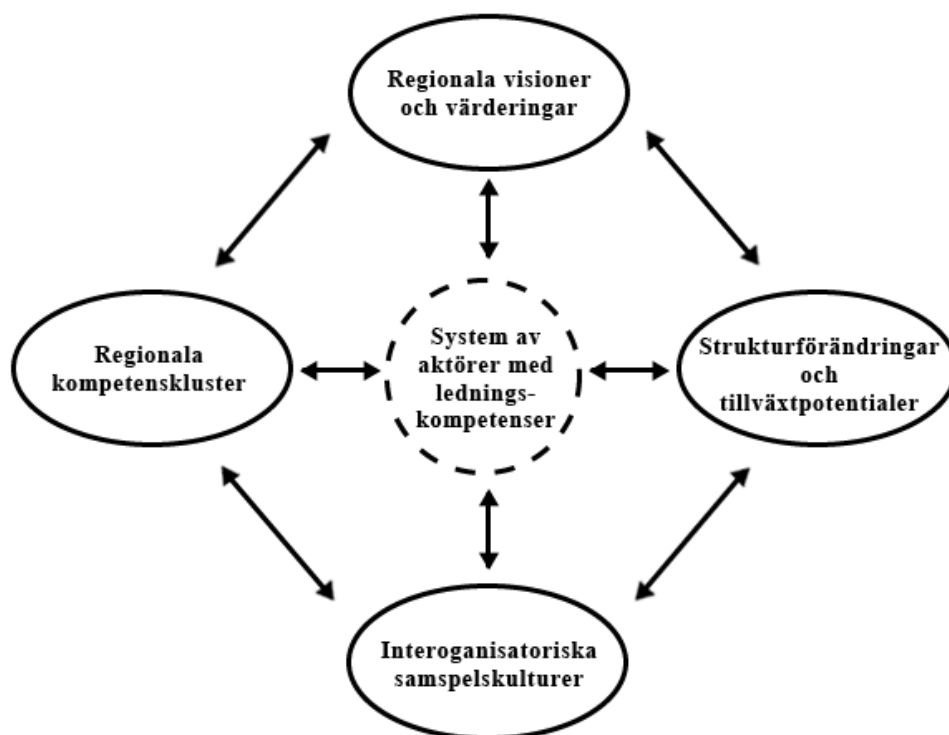 Regionala visioner
och värderingar
Regionala
kompetenskluster
System av
aktörer med
lednings-
kompetenser
Strukturförändringar
och
tillväxtpotentialer
Interoganisatoriska
samspelskulturer